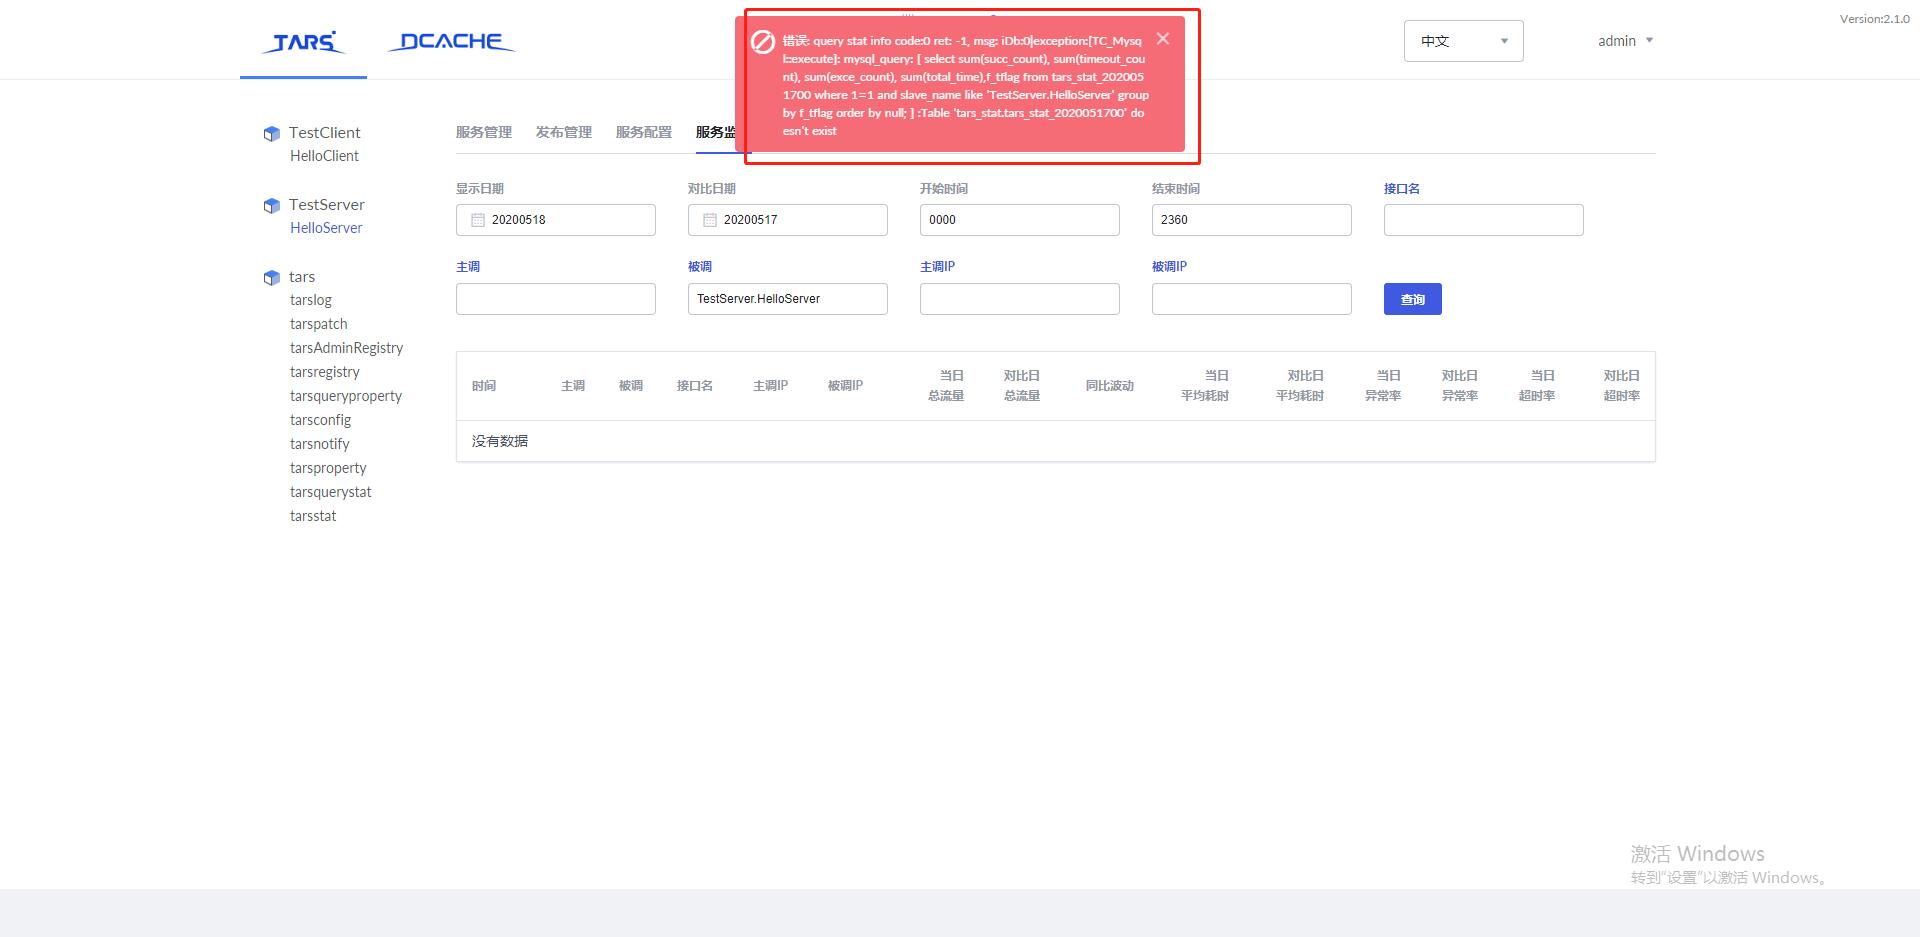 TARS
DCACHE
中文
admin
Version:2.1.0
错误: query stat info code:0 ret: -1, msg: iDb:0|exception:[TC_Mysq
l::execute]: mysql_query: [ select sum(succ_count), sum(timeout_cou
nt), sum(exce_count), sum(total_time),f_tflag from tars_stat_202005
1700 where 1=1 and slave_name like 'TestServer.HelloServer' group
by f_tflag order by null; ] :Table 'tars_stat.tars_stat_2020051700' do
esn't exist
TestClient
HelloClient
TestServer
HelloServer
tars
tarslog
tarspatch
tarsAdminRegistry
tarsregistry
tarsqueryproperty
tarsconfig
tarsnotify
tarsproperty
tarsquerystat
tarsstat
服务管理 发布管理 服务配置 服务监
显示日期 对比日期 开始时间 结束时间 接口名
20200518 20200517 0000 2360
主调 被调 主调IP 被调IP
TestServer.HelloServer 查询
时间 主调 被调 接口名 主调IP 被调IP 当日 对比日 同比波动 当日 对比日 当日 对比日 当日 对比日
总流量 总流量 平均耗时 平均耗时 异常率 异常率 超时率 超时率
没有数据
激活 Windows
转到"设置"以激活 Windows。